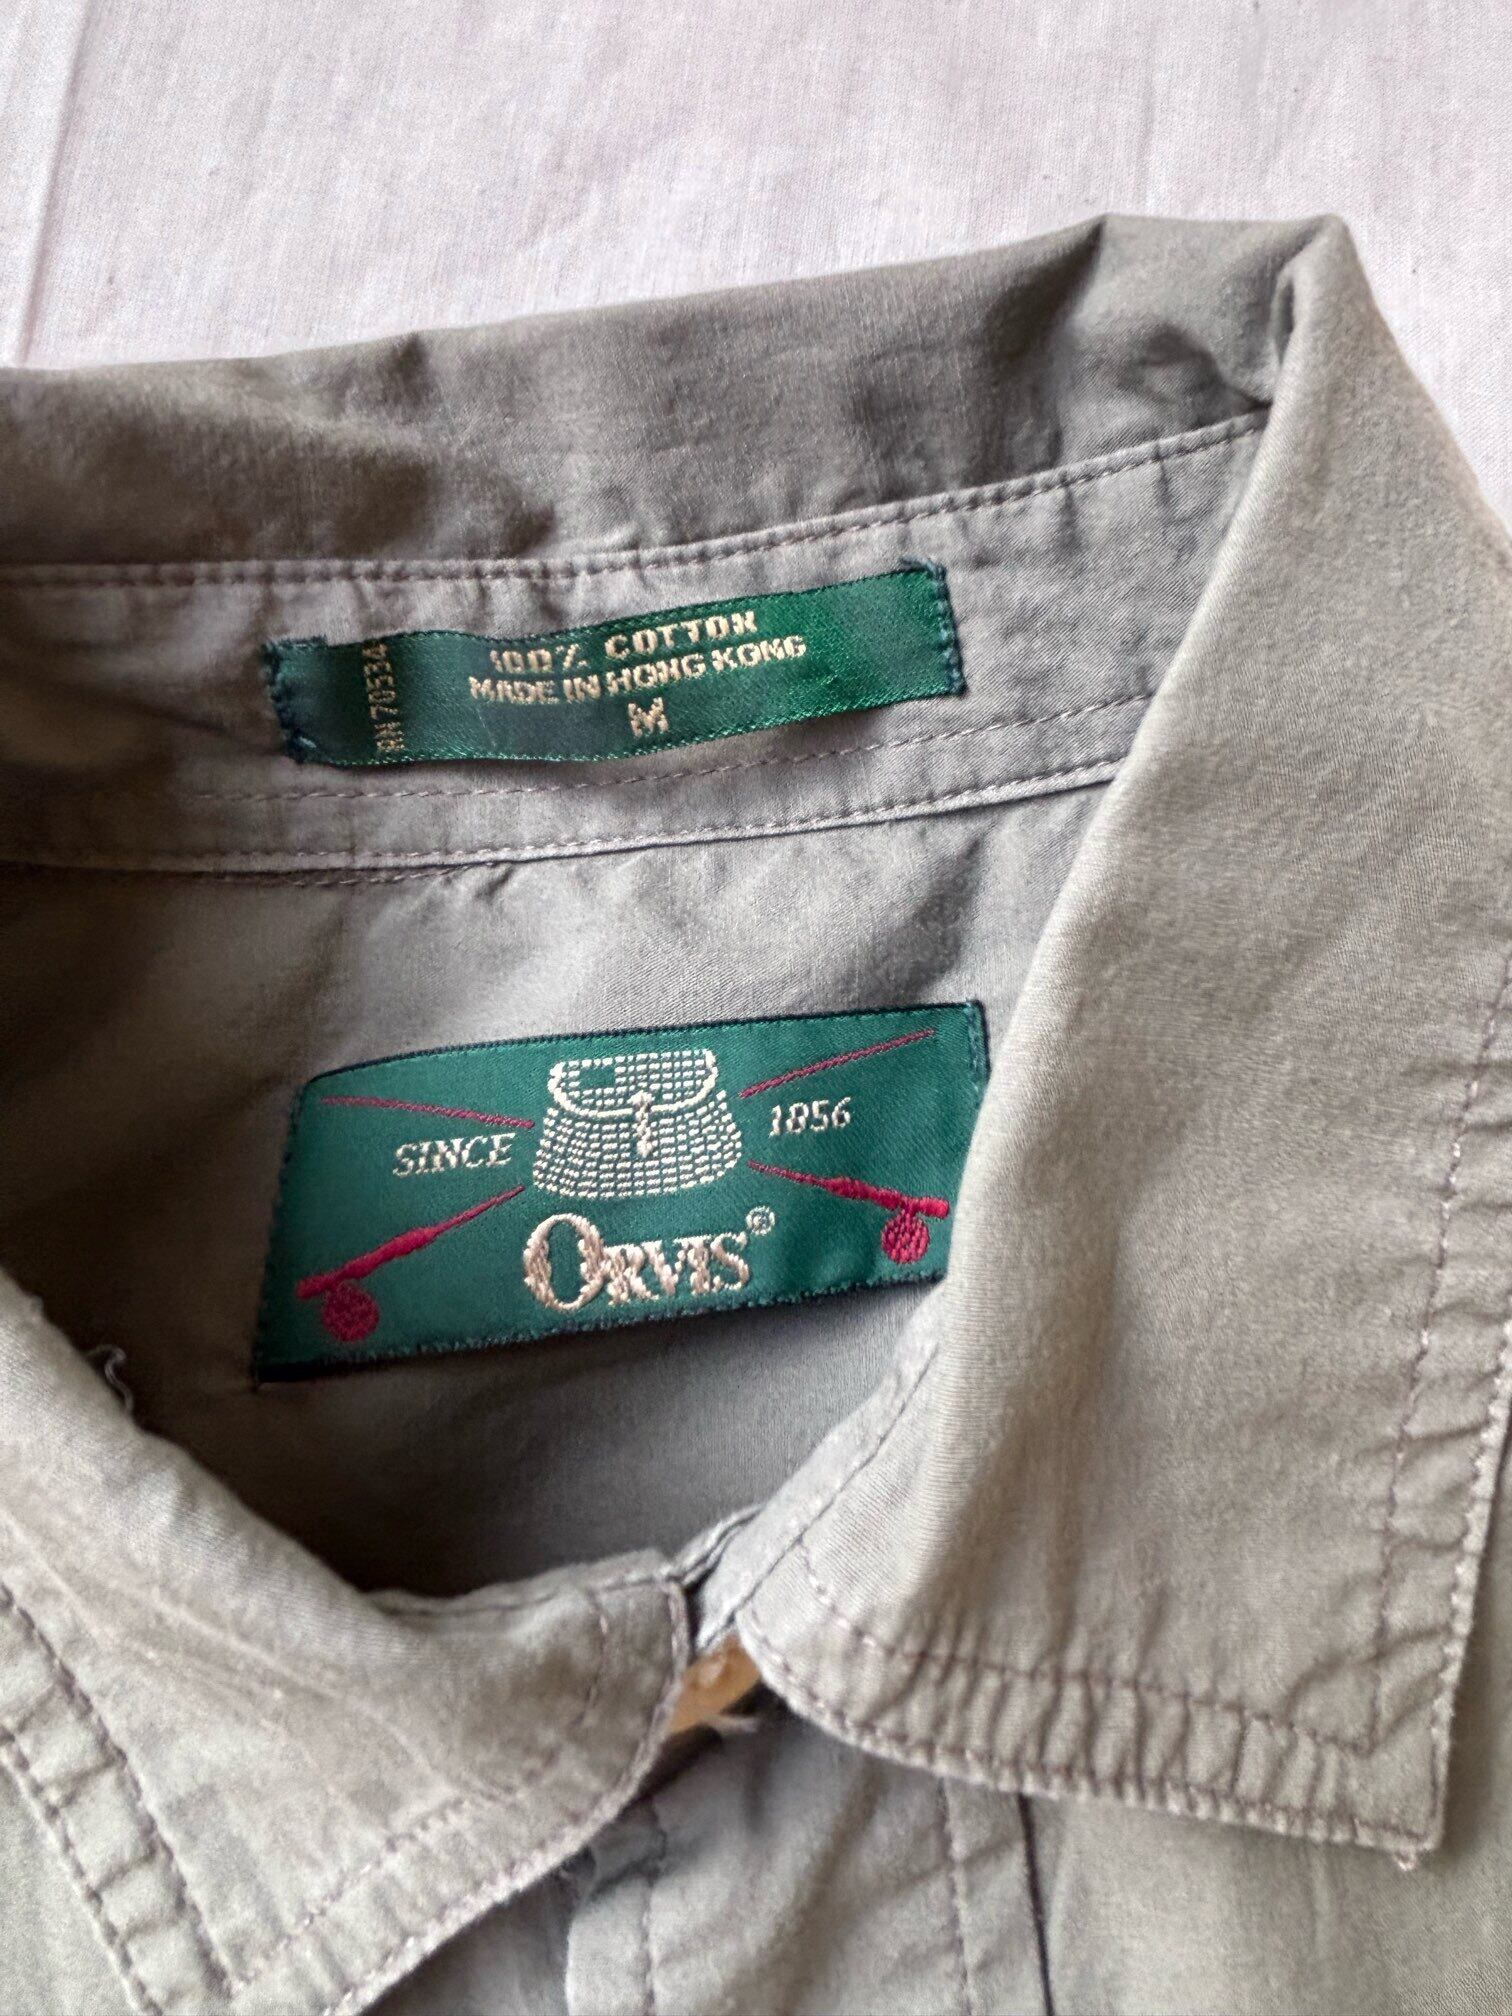 RN 70534
100% COTTON
MADE IN HONG KONG
M
SINCE 1856
ORVIS®